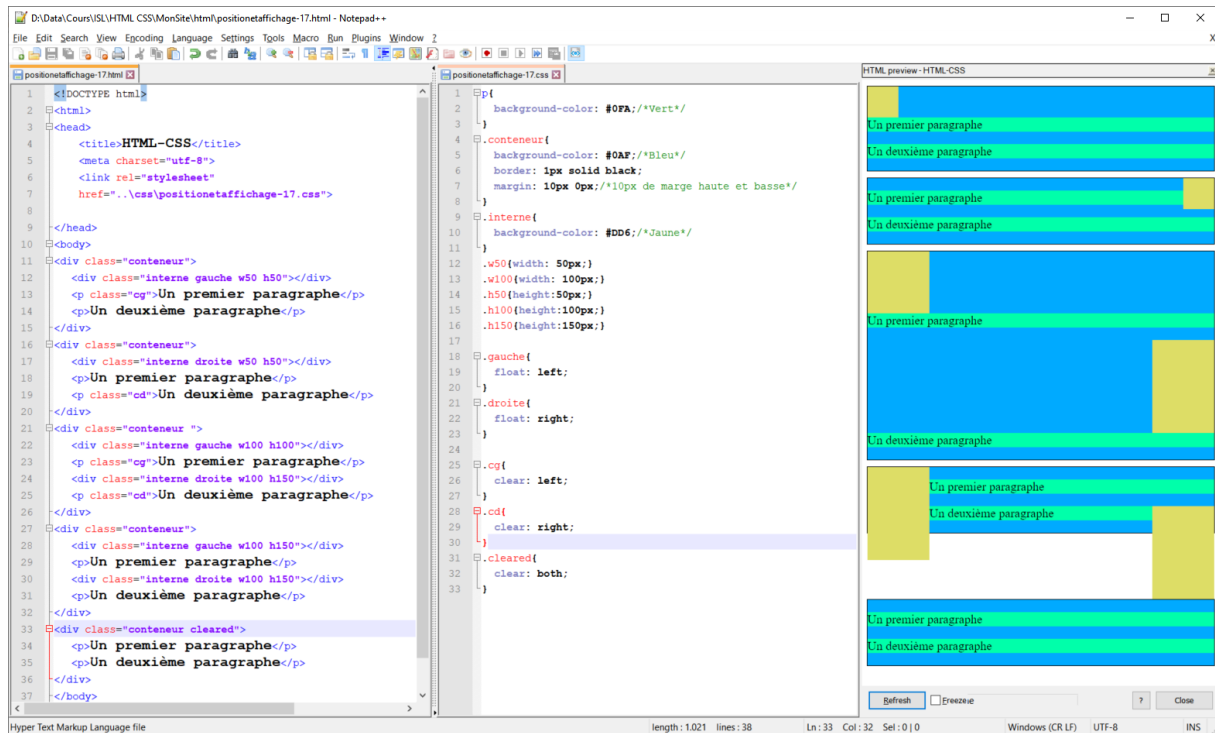 D:\Data\Cours\ISL\HTML CSS\MonSite\html\positionetaffichage-17.html - Notepad++
File Edit Search View Encoding Language Settings Tools Macro Run Plugins Window ? X
positionetaffichage-17.html
1 <!DOCTYPE html>
2 <html>
3 <head>
4 <title>HTML-CSS</title>
5 <meta charset="utf-8">
6 <link rel="stylesheet"
7 href="..\css\positionetaffichage-17.css">
8
9 </head>
10 <body>
11 <div class="conteneur">
12 <div class="interne gauche w50 h50"></div>
13 <p class="cg">Un premier paragraphe</p>
14 <p>Un deuxième paragraphe</p>
15 </div>
16 <div class="conteneur">
17 <div class="interne droite w50 h50"></div>
18 <p>Un premier paragraphe</p>
19 <p class="cd">Un deuxième paragraphe</p>
20 </div>
21 <div class="conteneur ">
22 <div class="interne gauche w100 h100"></div>
23 <p class="cg">Un premier paragraphe</p>
24 <div class="interne droite w100 h150"></div>
25 <p class="cd">Un deuxième paragraphe</p>
26 </div>
27 <div class="conteneur">
28 <div class="interne gauche w100 h150"></div>
29 <p>Un premier paragraphe</p>
30 <div class="interne droite w100 h150"></div>
31 <p>Un deuxième paragraphe</p>
32 </div>
33 <div class="conteneur cleared">
34 <p>Un premier paragraphe</p>
35 <p>Un deuxième paragraphe</p>
36 </div>
37 </body>
positionetaffichage-17.css
1 p{
2 background-color: #0FA;/*Vert*/
3 }
4 .conteneur{
5 background-color: #0AF;/*Bleu*/
6 border: 1px solid black;
7 margin: 10px 0px;/*10px de marge haute et basse*/
8 }
9 .interne{
10 background-color: #DD6;/*Jaune*/
11 }
12 .w50{width: 50px;}
13 .w100{width: 100px;}
14 .h50{height:50px;}
15 .h100{height:100px;}
16 .h150{height:150px;}
17
18 .gauche{
19 float: left;
20 }
21 .droite{
22 float: right;
23 }
24
25 .cg{
26 clear: left;
27 }
28 .cd{
29 clear: right;
30 }
31 .cleared{
32 clear: both;
33 }
HTML preview - HTML-CSS
Un premier paragraphe
Un deuxième paragraphe
Un premier paragraphe
Un deuxième paragraphe
Un premier paragraphe
Un deuxième paragraphe
Un premier paragraphe
Un deuxième paragraphe
Un premier paragraphe
Un deuxième paragraphe
Refresh Freeze ? Close
Hyper Text Markup Language file length : 1.021 lines : 38 Ln : 33 Col : 32 Sel : 0 | 0 Windows (CR LF) UTF-8 INS